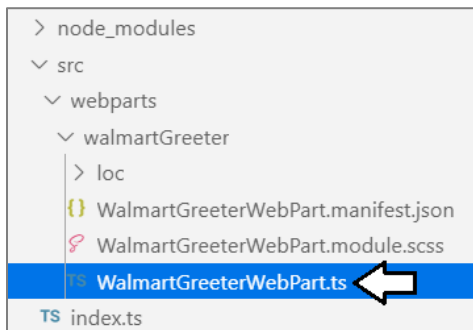 node_modules
src
webparts
walmartGreeter
loc
{} WalmartGreeterWebPart.manifest.json
WalmartGreeterWebPart.module.scss
TS WalmartGreeterWebPart.ts
TS index.ts